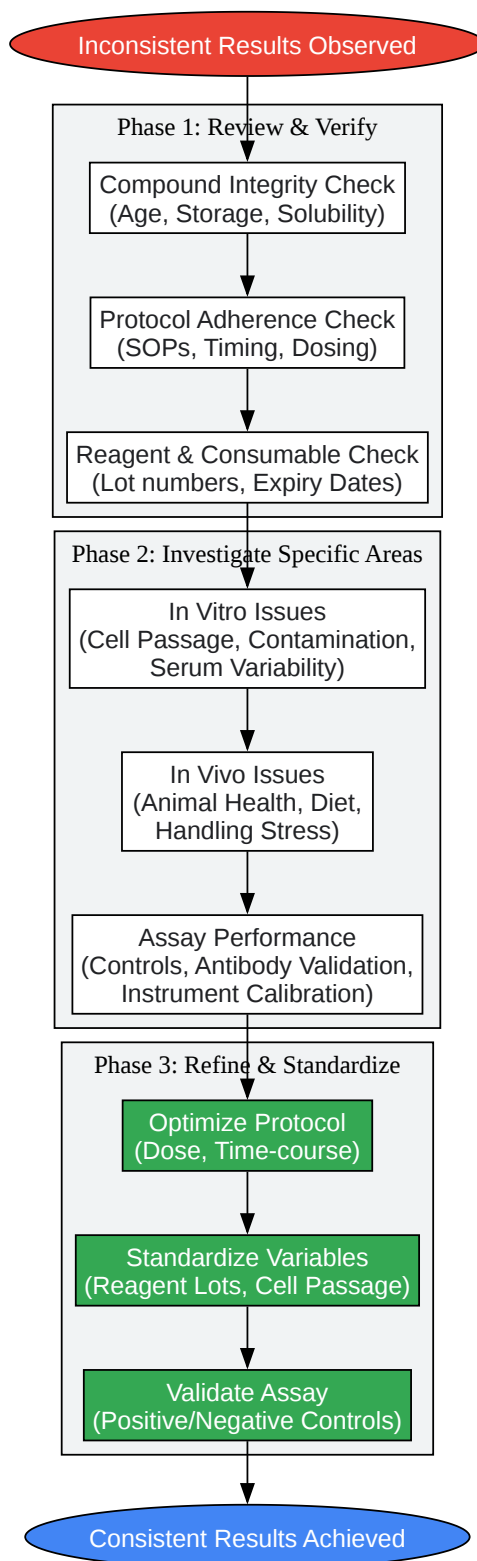 Inconsistent Results Observed
Phase 1: Review & Verify
Compound Integrity Check
(Age, Storage, Solubility)
Protocol Adherence Check
(SOPs, Timing, Dosing)
Reagent & Consumable Check
(Lot numbers, Expiry Dates)
Phase 2: Investigate Specific Areas
In Vitro Issues
(Cell Passage, Contamination,
Serum Variability)
In Vivo Issues
(Animal Health, Diet,
Handling Stress)
Assay Performance
(Controls, Antibody Validation,
Instrument Calibration)
Phase 3: Refine & Standardize
Optimize Protocol
(Dose, Time-course)
Standardize Variables
(Reagent Lots, Cell Passage)
Validate Assay
(Positive/Negative Controls)
Consistent Results Achieved